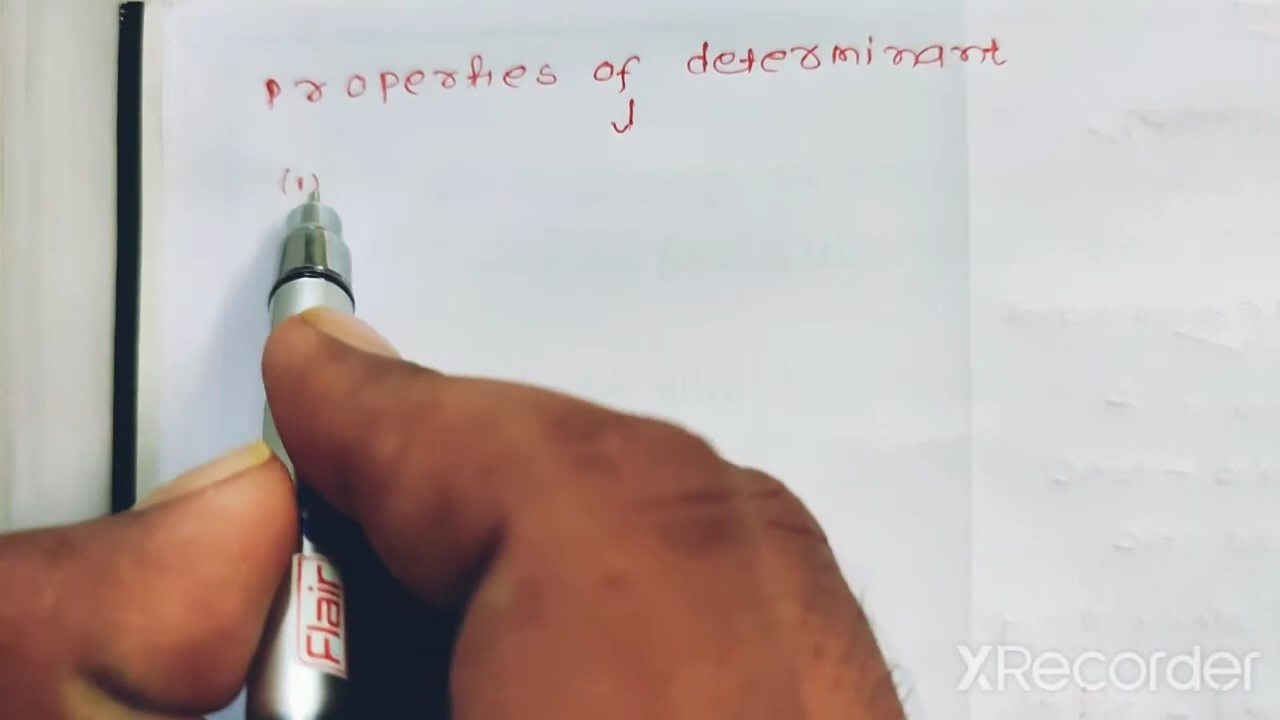 Properties of determinant
(1)
Flair
XRecorder